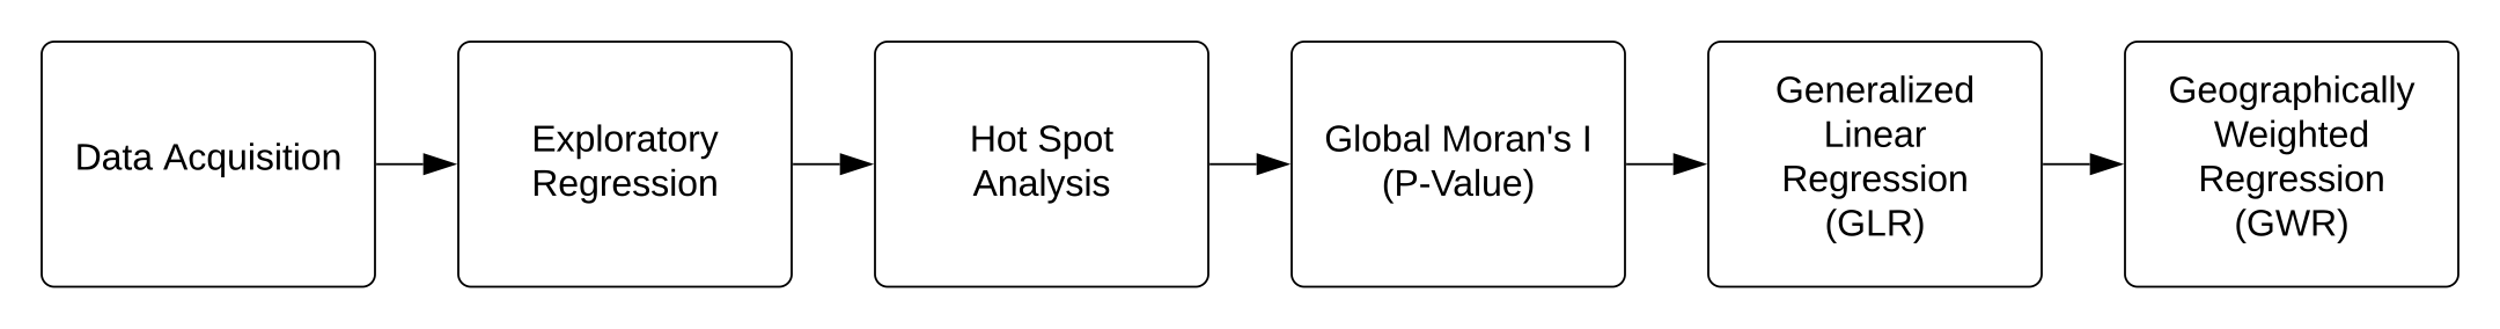 Data Acquisition
Exploratory
Regression
Hot Spot
Analysis
Global Moran's I
(P-Value)
Generalized
Linear
Regression
(GLR)
Geographically
Weighted
Regression
(GWR)